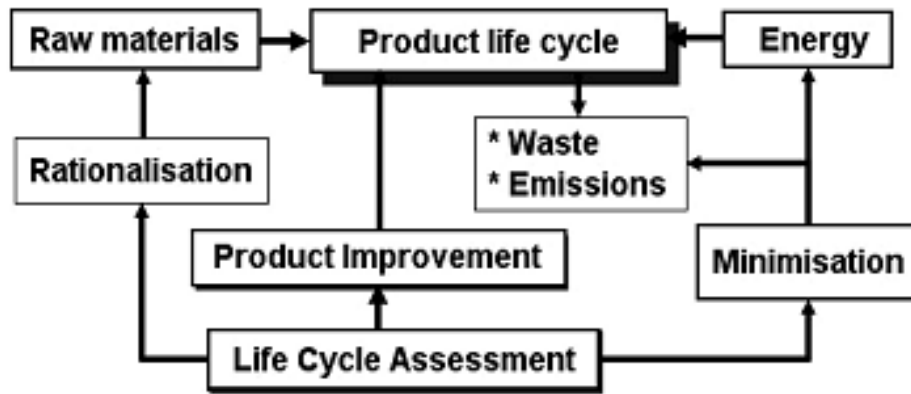 Raw materials
Product life cycle
Energy
Rationalisation
* Waste
* Emissions
Product Improvement
Minimisation
Life Cycle Assessment